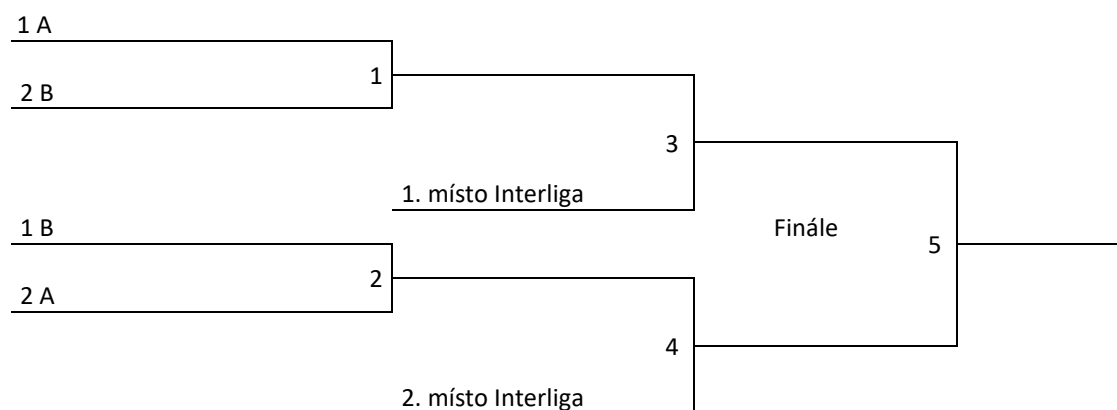 1 A
1
2 B
3
1. místo Interliga
1 B
Finále
5
2
2 A
4
2. místo Interliga